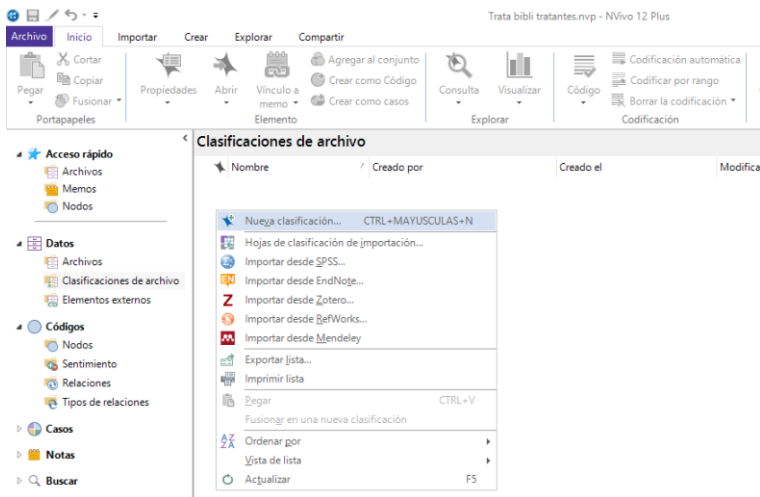 Trata bibli tratantes.nvp - NVivo 12 Plus
Archivo Inicio Importar Crear Explorar Compartir
Pegar
Cortar
Copiar
Fusionar
Portapapeles
Propiedades
Abrir
Vínculo a memo
Agregar al conjunto
Crear como Código
Crear como casos
Elemento
Consulta
Visualizar
Explorar
Código
Codificación automática
Codificar por rango
Borrar la codificación
Codificación
Acceso rápido
Archivos
Memos
Nodos
Datos
Archivos
Clasificaciones de archivo
Elementos externos
Códigos
Nodos
Sentimiento
Relaciones
Tipos de relaciones
Casos
Notas
Buscar
Clasificaciones de archivo
Nombre Creado por Creado el Modifica
Nueva clasificación... CTRL+MAYUSCULAS+N
Hojas de clasificación de importación...
Importar desde SPSS...
Importar desde EndNote...
Importar desde Zotero...
Importar desde RefWorks...
Importar desde Mendeley
Exportar lista...
Imprimir lista
Pegar CTRL+V
Fusionar en una nueva clasificación
Ordenar por
Vista de lista
Actualizar F5